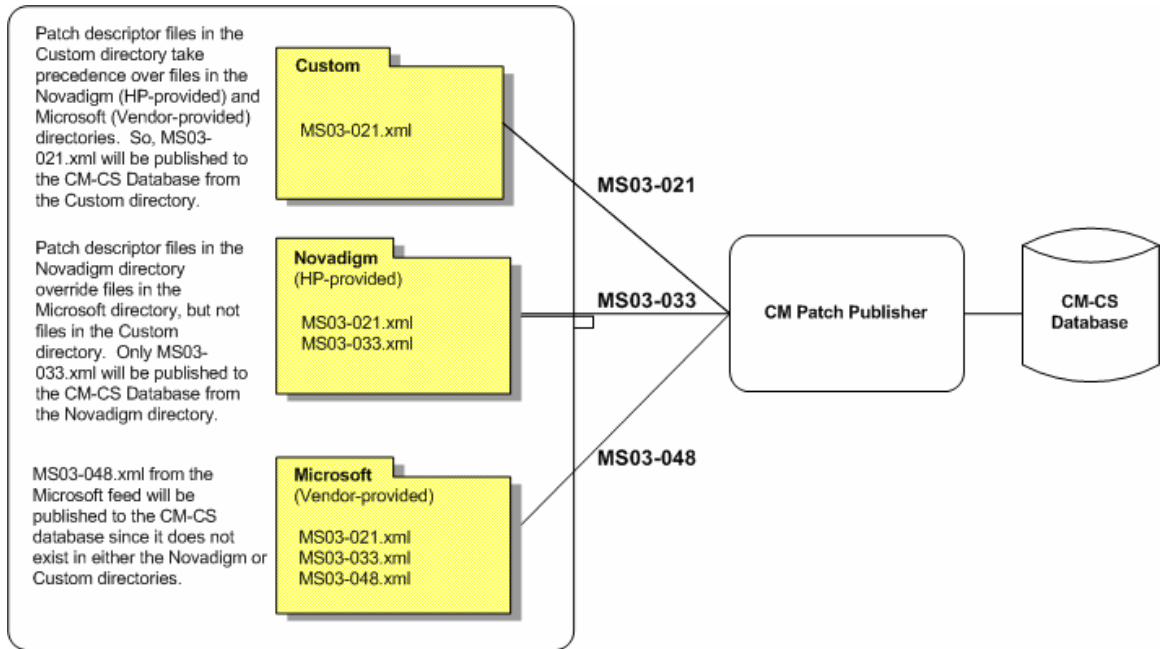 Patch descriptor files in the
Custom directory take
precedence over files in the
Novadigm (HP-provided) and
Microsoft (Vendor-provided)
directories. So, MS03-
021.xml will be published to
the CM-CS Database from
the Custom directory.
Custom
MS03-021.xml
MS03-021
Patch descriptor files in the
Novadigm directory
override files in the
Microsoft directory, but not
files in the Custom
directory. Only MS03-
033.xml will be published to
the CM-CS Database from
the Novadigm directory.
Novadigm
(HP-provided)
MS03-021.xml
MS03-033.xml
MS03-033
CM Patch Publisher
CM-CS
Database
MS03-048.xml from the
Microsoft feed will be
published to the CM-CS
database since it does not
exist in either the Novadigm or
Custom directories.
Microsoft
(Vendor-provided)
MS03-021.xml
MS03-033.xml
MS03-048.xml
MS03-048